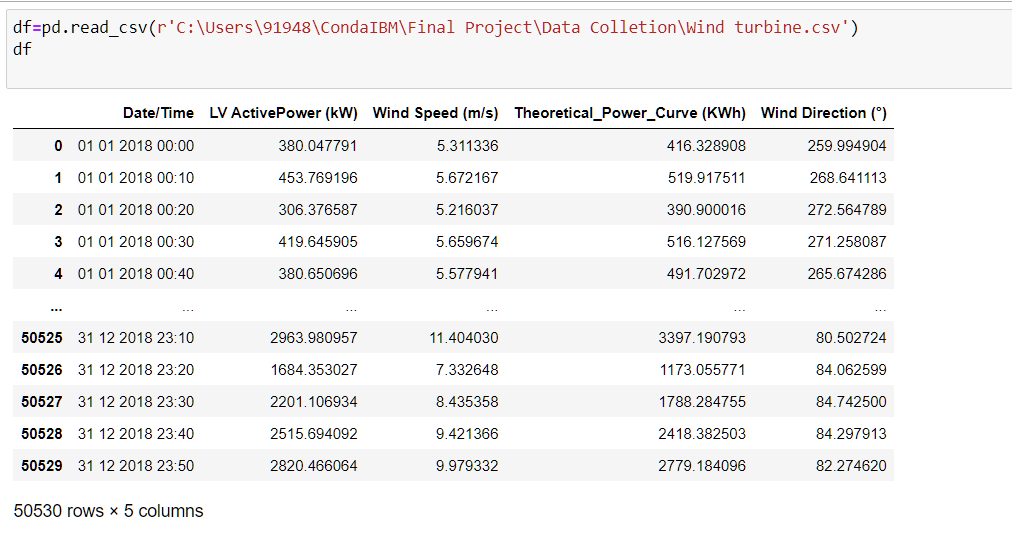 df=pd.read_csv(r'C:\Users\91948\CondaIBM\Final Project\Data Colletion\Wind turbine.csv')
df
Date/Time LV ActivePower (kW) Wind Speed (m/s) Theoretical_Power_Curve (KWh) Wind Direction (°)
0 01 01 2018 00:00 380.047791 5.311336 416.328908 259.994904
1 01 01 2018 00:10 453.769196 5.672167 519.917511 268.641113
2 01 01 2018 00:20 306.376587 5.216037 390.900016 272.564789
3 01 01 2018 00:30 419.645905 5.659674 516.127569 271.258087
4 01 01 2018 00:40 380.650696 5.577941 491.702972 265.674286
... ... ... ... ... ...
50525 31 12 2018 23:10 2963.980957 11.404030 3397.190793 80.502724
50526 31 12 2018 23:20 1684.353027 7.332648 1173.055771 84.062599
50527 31 12 2018 23:30 2201.106934 8.435358 1788.284755 84.742500
50528 31 12 2018 23:40 2515.694092 9.421366 2418.382503 84.297913
50529 31 12 2018 23:50 2820.466064 9.979332 2779.184096 82.274620
50530 rows × 5 columns